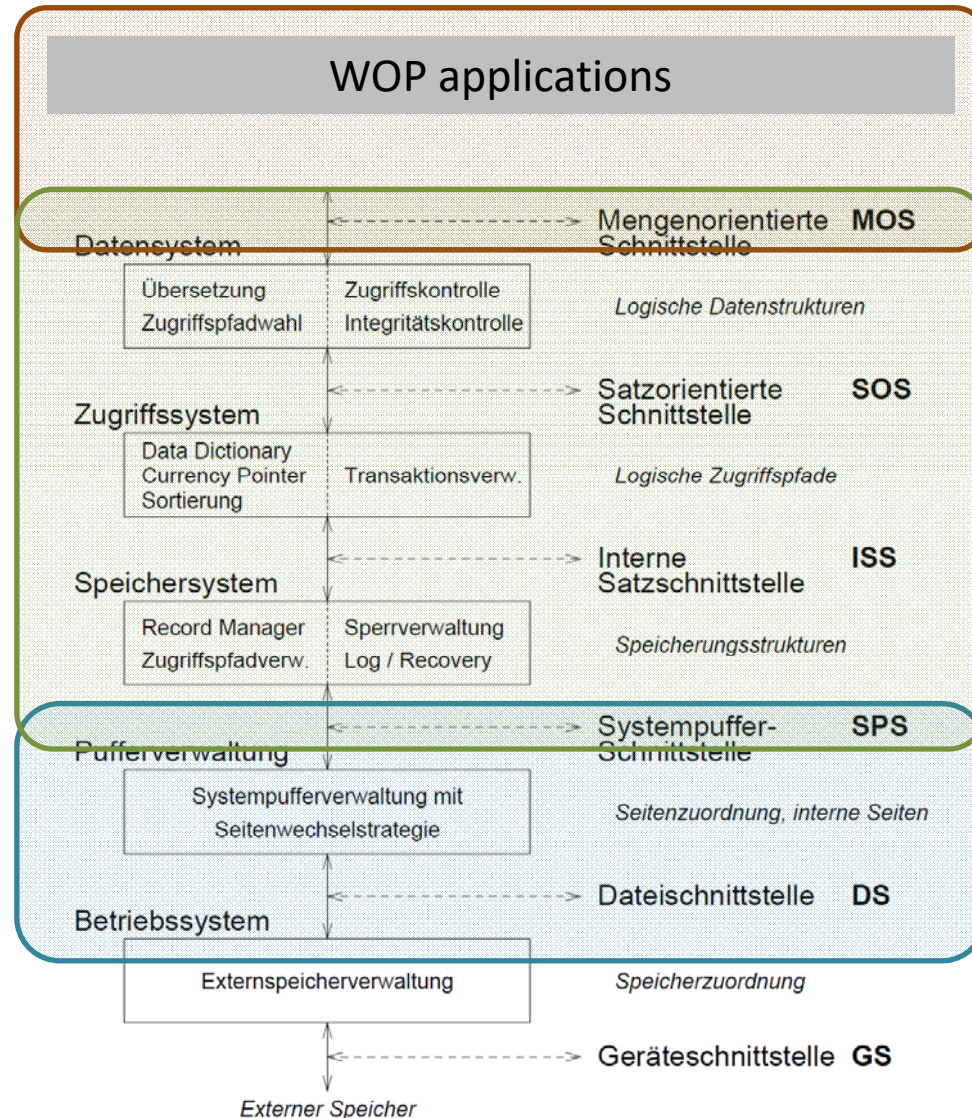 WOP applications
Mengenorientierte MOS
Schnittstelle
Datensystem
Übersetzung Zugriffskontrolle
Zugriffspfadwahl Integritätskontrolle
Logische Datenstrukturen
Satzorientierte SOS
Schnittstelle
Zugriffssystem
Data Dictionary
Currency Pointer Transaktionsverw.
Sortierung
Logische Zugriffspfade
Interne ISS
Satzschnittstelle
Speichersystem
Record Manager Sperrverwaltung
Zugriffspfadverw. Log / Recovery
Speicherungsstrukturen
Systempuffer- SPS
Schnittstelle
Pufferverwaltung
Systempufferverwaltung mit
Seitenwechselstrategie
Seitenzuordnung, interne Seiten
Dateischnittstelle DS
Betriebssystem
Externspeicherverwaltung
Speicherzuordnung
Geräteschnittstelle GS
Externer Speicher